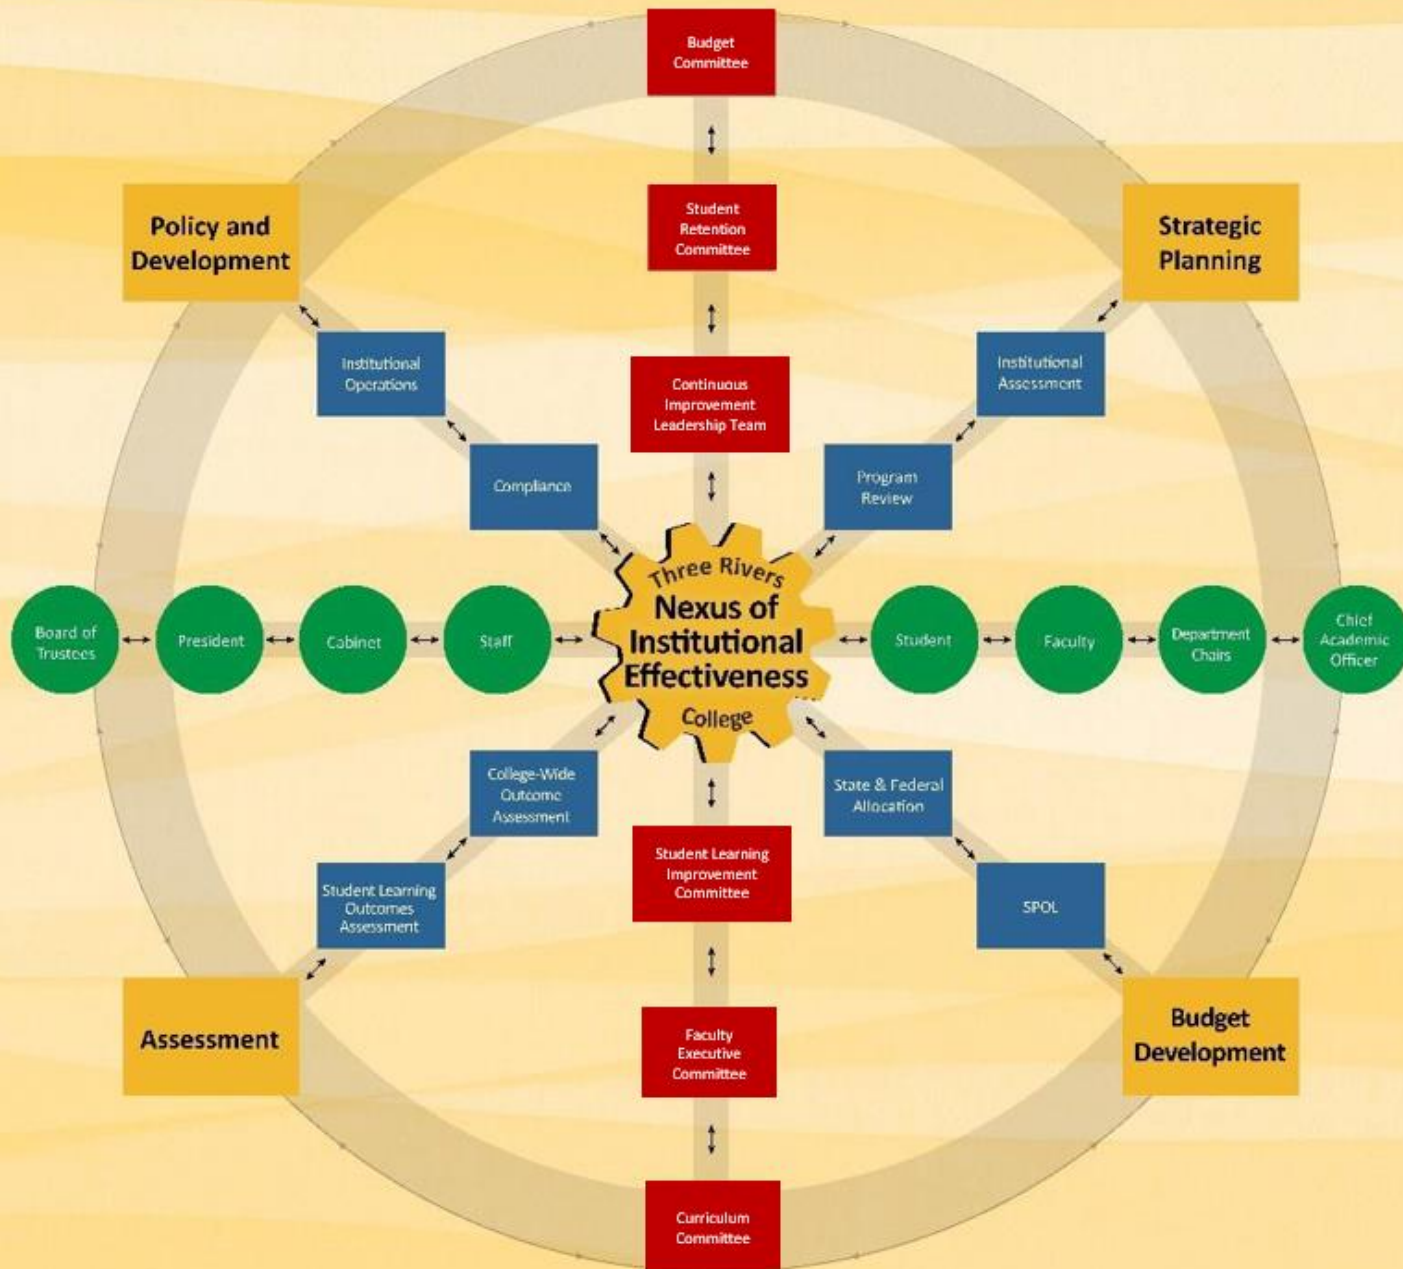 Budget
Committee
Policy and
Development
Student
Retention
Committee
Strategic
Planning
Institutional
Operations
Continuous
Improvement
Leadership Team
Institutional
Assessment
Compliance
Program
Review
Three Rivers
Nexus of
Institutional
Effectiveness
College
Board of
Trustees
President
Cabinet
Staff
Student
Faculty
Department
Chairs
Chief
Academic
Officer
College-Wide
Outcome
Assessment
State & Federal
Allocation
Student Learning
Improvement
Committee
Student Learning
Outcomes
Assessment
SPOL
Assessment
Faculty
Executive
Committee
Budget
Development
Curriculum
Committee